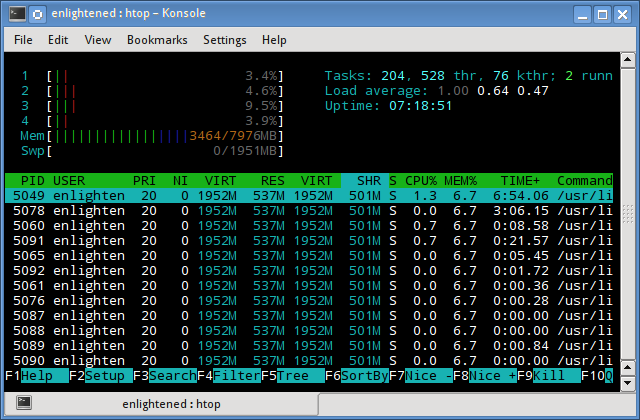 enlightened : htop – Konsole
File Edit View Bookmarks Settings Help
1 [|| 3.4%] Tasks: 204, 528 thr, 76 kthr; 2 runn
2 [||| 4.6%] Load average: 1.00 0.64 0.47
3 [||| 9.5%] Uptime: 07:18:51
4 [|| 3.9%]
Mem[||||||||||||||||||3464/7976MB]
Swp[ 0/1951MB]
PID USER PRI NI VIRT RES VIRT SHR S CPU% MEM% TIME+ Command
5049 enlighten 20 0 1952M 537M 1952M 501M S 1.3 6.7 6:54.06 /usr/li
5078 enlighten 20 0 1952M 537M 1952M 501M S 0.0 6.7 3:06.15 /usr/li
5060 enlighten 20 0 1952M 537M 1952M 501M S 0.7 6.7 0:08.58 /usr/li
5091 enlighten 20 0 1952M 537M 1952M 501M S 0.7 6.7 0:21.57 /usr/li
5065 enlighten 20 0 1952M 537M 1952M 501M S 0.0 6.7 0:05.45 /usr/li
5092 enlighten 20 0 1952M 537M 1952M 501M S 0.0 6.7 0:01.72 /usr/li
5061 enlighten 20 0 1952M 537M 1952M 501M S 0.0 6.7 0:00.36 /usr/li
5076 enlighten 20 0 1952M 537M 1952M 501M S 0.0 6.7 0:00.28 /usr/li
5087 enlighten 20 0 1952M 537M 1952M 501M S 0.0 6.7 0:00.00 /usr/li
5088 enlighten 20 0 1952M 537M 1952M 501M S 0.0 6.7 0:00.00 /usr/li
5089 enlighten 20 0 1952M 537M 1952M 501M S 0.0 6.7 0:00.84 /usr/li
5090 enlighten 20 0 1952M 537M 1952M 501M S 0.0 6.7 0:00.00 /usr/li
F1Help F2Setup F3SearchF4FilterF5Tree F6SortByF7Nice -F8Nice +F9Kill F10Q
enlightened : htop